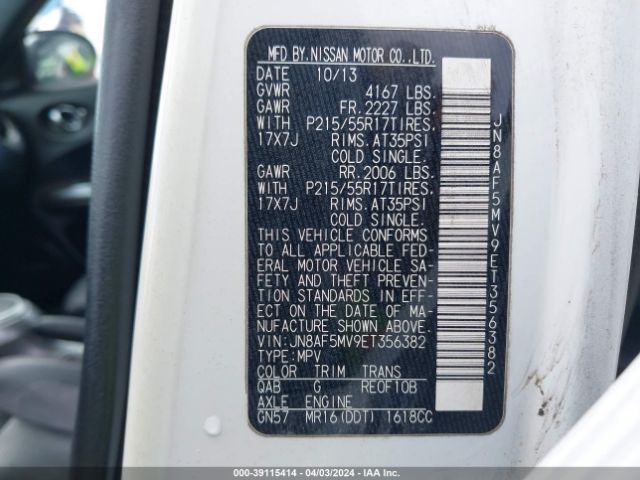 MFD BY.NISSAN MOTOR CO.,LTD.
DATE 10/13
GVWR 4167 LBS.
GAWR FR.2227 LBS.
WITH P215/55R17TIRES.
17X7J RIMS.AT35PSI
COLD SINGLE.
GAWR RR.2006 LBS.
WITH P215/55R17TIRES.
17X7J RIMS.AT35PSI
COLD SINGLE.
THIS VEHICLE CONFORMS
TO ALL APPLICABLE FED-
ERAL MOTOR VEHICLE SA-
FETY AND THEFT PREVEN-
TION STANDARDS IN EFF-
ECT ON THE DATE OF MA-
NUFACTURE SHOWN ABOVE.
VIN:JN8AF5MV9ET356382
TYPE:MPV
COLOR TRIM TRANS
QAB G RE0F10B
AXLE ENGINE
GN57 MR16(DDT) 1618CC
JN8AF5MV9ET356382
000-39115414 - 04/03/2024 - IAA Inc.